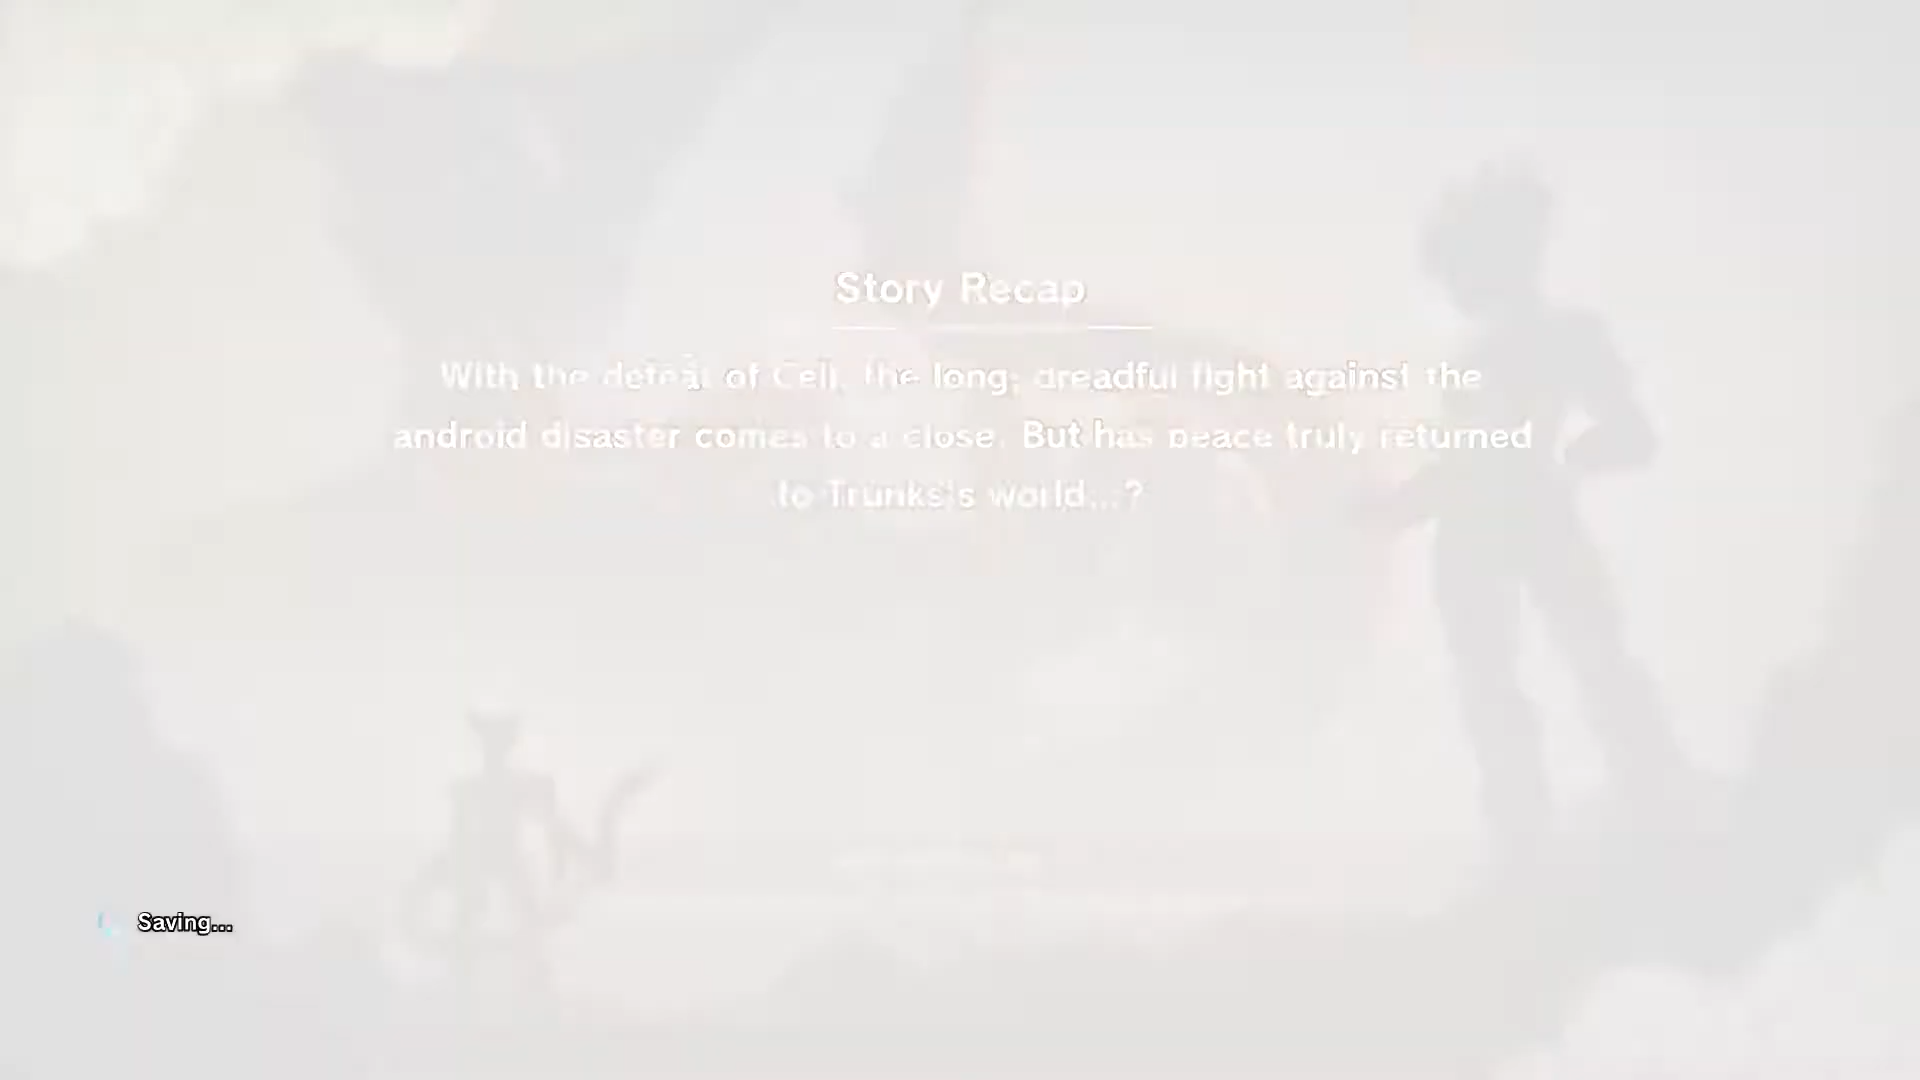 Story Recap
With the defeat of Cell, the long, dreadful fight against the
android disaster comes to a close. But has peace truly returned
to Trunks's world...?
Saving...